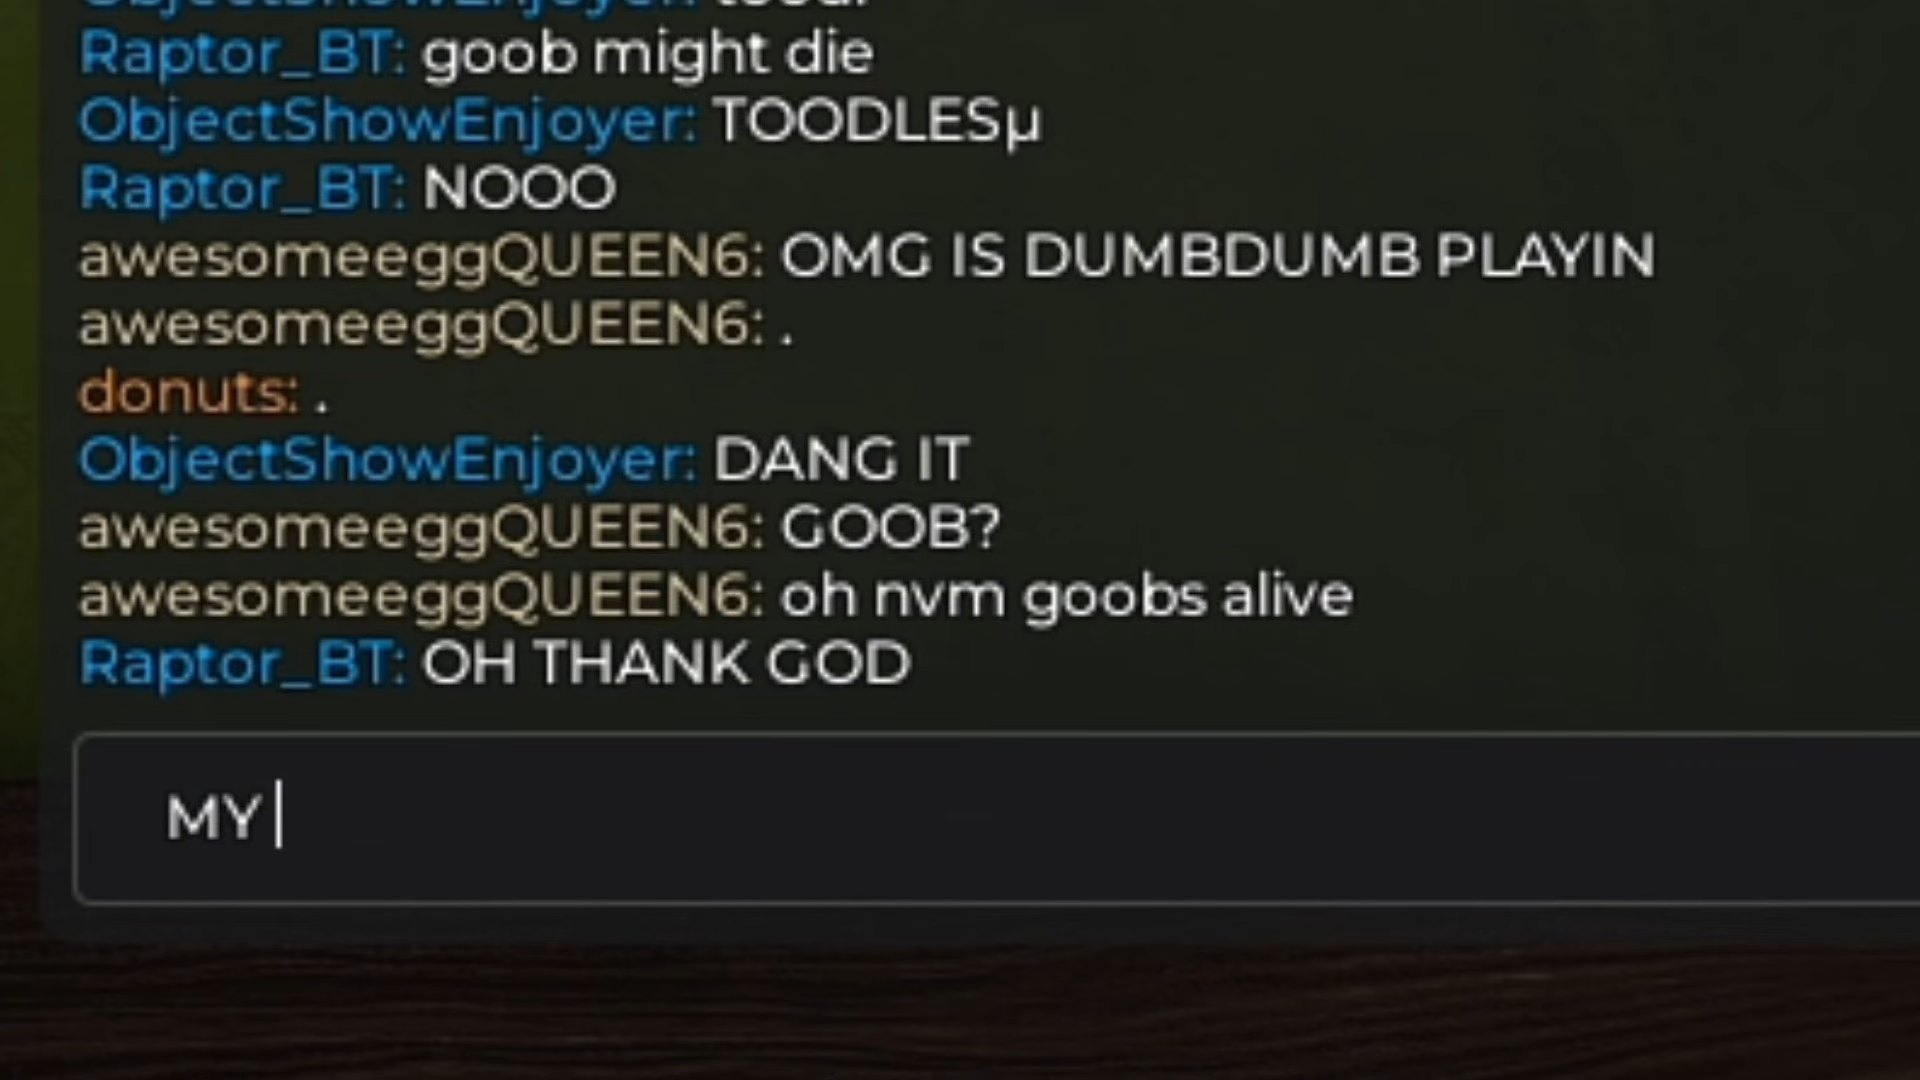 Raptor_BT: goob might die
ObjectShowEnjoyer: TOODLESµ
Raptor_BT: NOOO
awesomeeggQUEEN6: OMG IS DUMBDUMB PLAYIN
awesomeeggQUEEN6: .
donuts: .
ObjectShowEnjoyer: DANG IT
awesomeeggQUEEN6: GOOB?
awesomeeggQUEEN6: oh nvm goobs alive
Raptor_BT: OH THANK GOD
MY